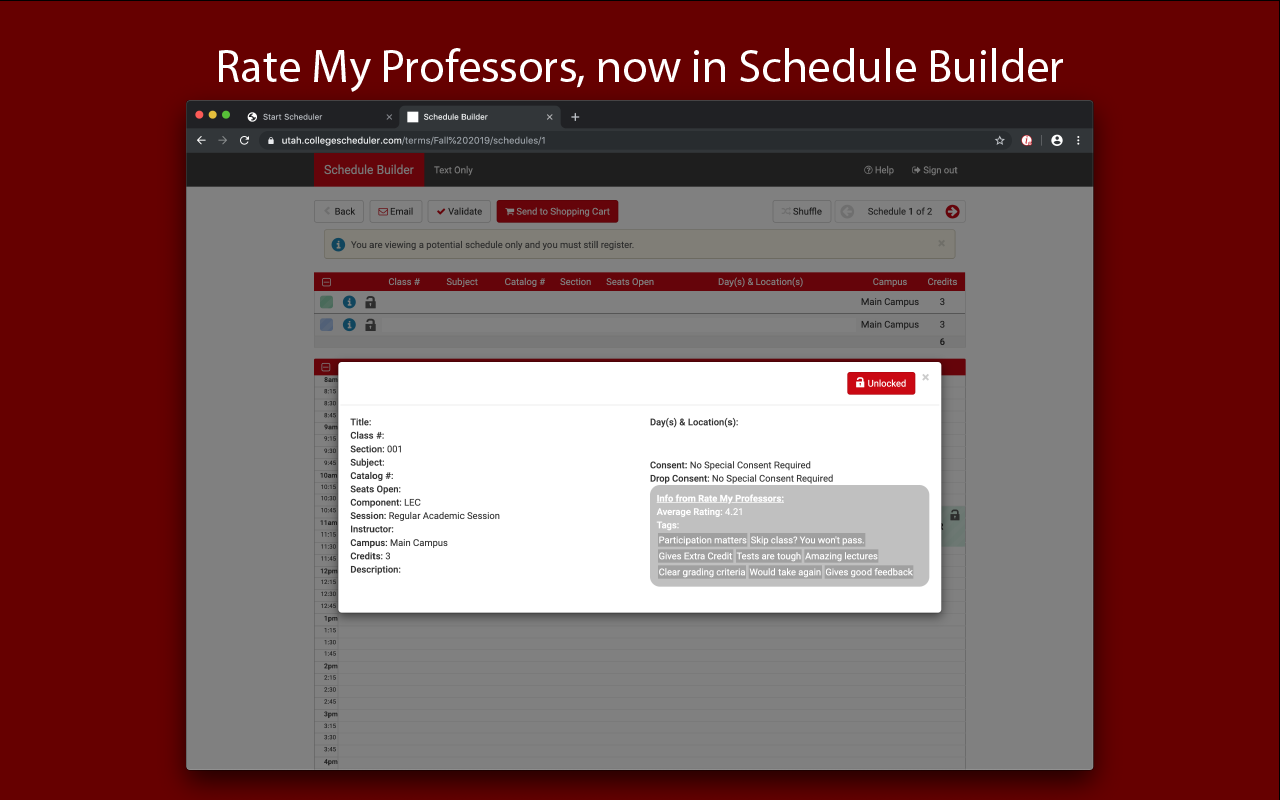 Rate My Professors, now in Schedule Builder
Start Scheduler
Schedule Builder
utah.collegescheduler.com/terms/Fall%202019/schedules/1
Schedule Builder Text Only Help Sign out
Back Email Validate Send to Shopping Cart Shuffle Schedule 1 of 2
You are viewing a potential schedule only and you must still register.
Class # Subject Catalog # Section Seats Open Day(s) & Location(s) Campus Credits
Main Campus 3
Main Campus 3
6
Unlocked
Title:
Class #:
Section: 001
Subject:
Catalog #:
Seats Open:
Component: LEC
Session: Regular Academic Session
Instructor:
Campus: Main Campus
Credits: 3
Description:
Day(s) & Location(s):
Consent: No Special Consent Required
Drop Consent: No Special Consent Required
Info from Rate My Professors:
Average Rating: 4.21
Tags:
Participation matters Skip class? You won't pass.
Gives Extra Credit Tests are tough Amazing lectures
Clear grading criteria Would take again Gives good feedback
8am
8:15
8:30
8:45
9am
9:15
9:30
9:45
10am
10:15
10:30
10:45
11am
11:15
11:30
11:45
12pm
12:15
12:30
12:45
1pm
1:15
1:30
1:45
2pm
2:15
2:30
2:45
3pm
3:15
3:30
3:45
4pm